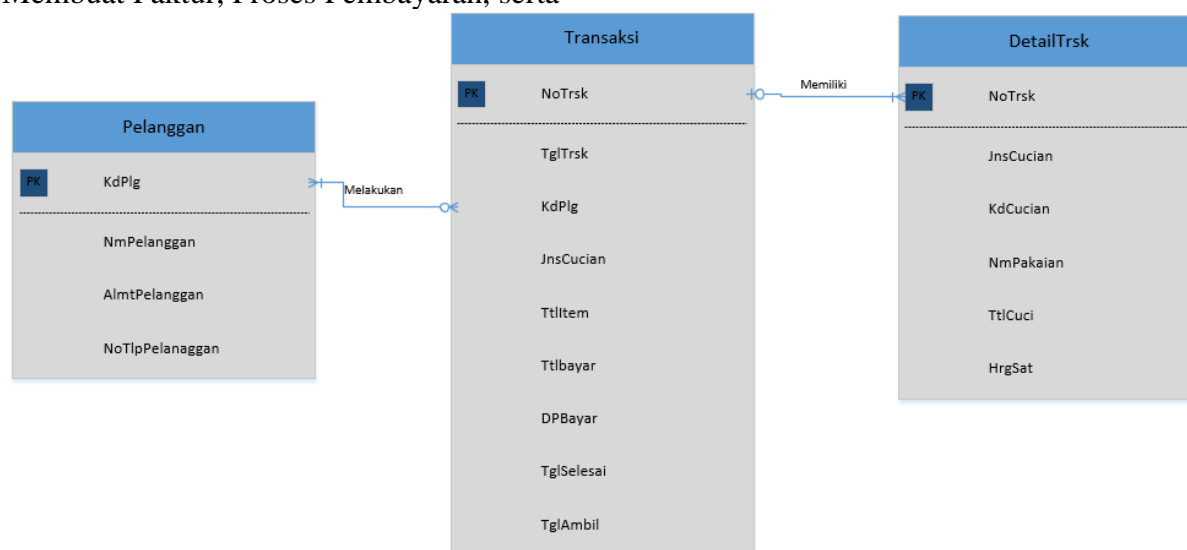 Membuat Faktur, Proses Pembayaran, serta
Pelanggan
PK KdPlg
NmPelanggan
AlmtPelanggan
NoTlpPelanaggan
Melakukan
Transaksi
PK NoTrsk
TglTrsk
KdPlg
JnsCucian
TtlItem
Ttlbayar
DPBayar
TglSelesai
TglAmbil
Memiliki
DetailTrsk
PK NoTrsk
JnsCucian
KdCucian
NmPakaian
TtlCuci
HrgSat